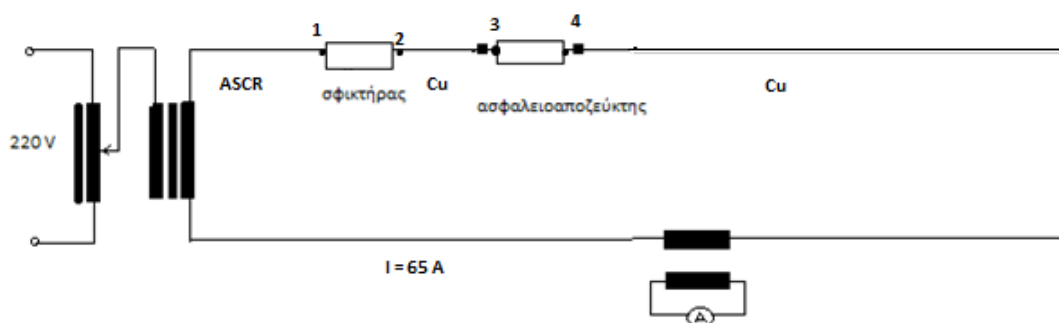 1
2
3
4
ASCR
σφικτήρας
Cu
ασφαλειοαποζεύκτης
Cu
220 V
I = 65 A
A